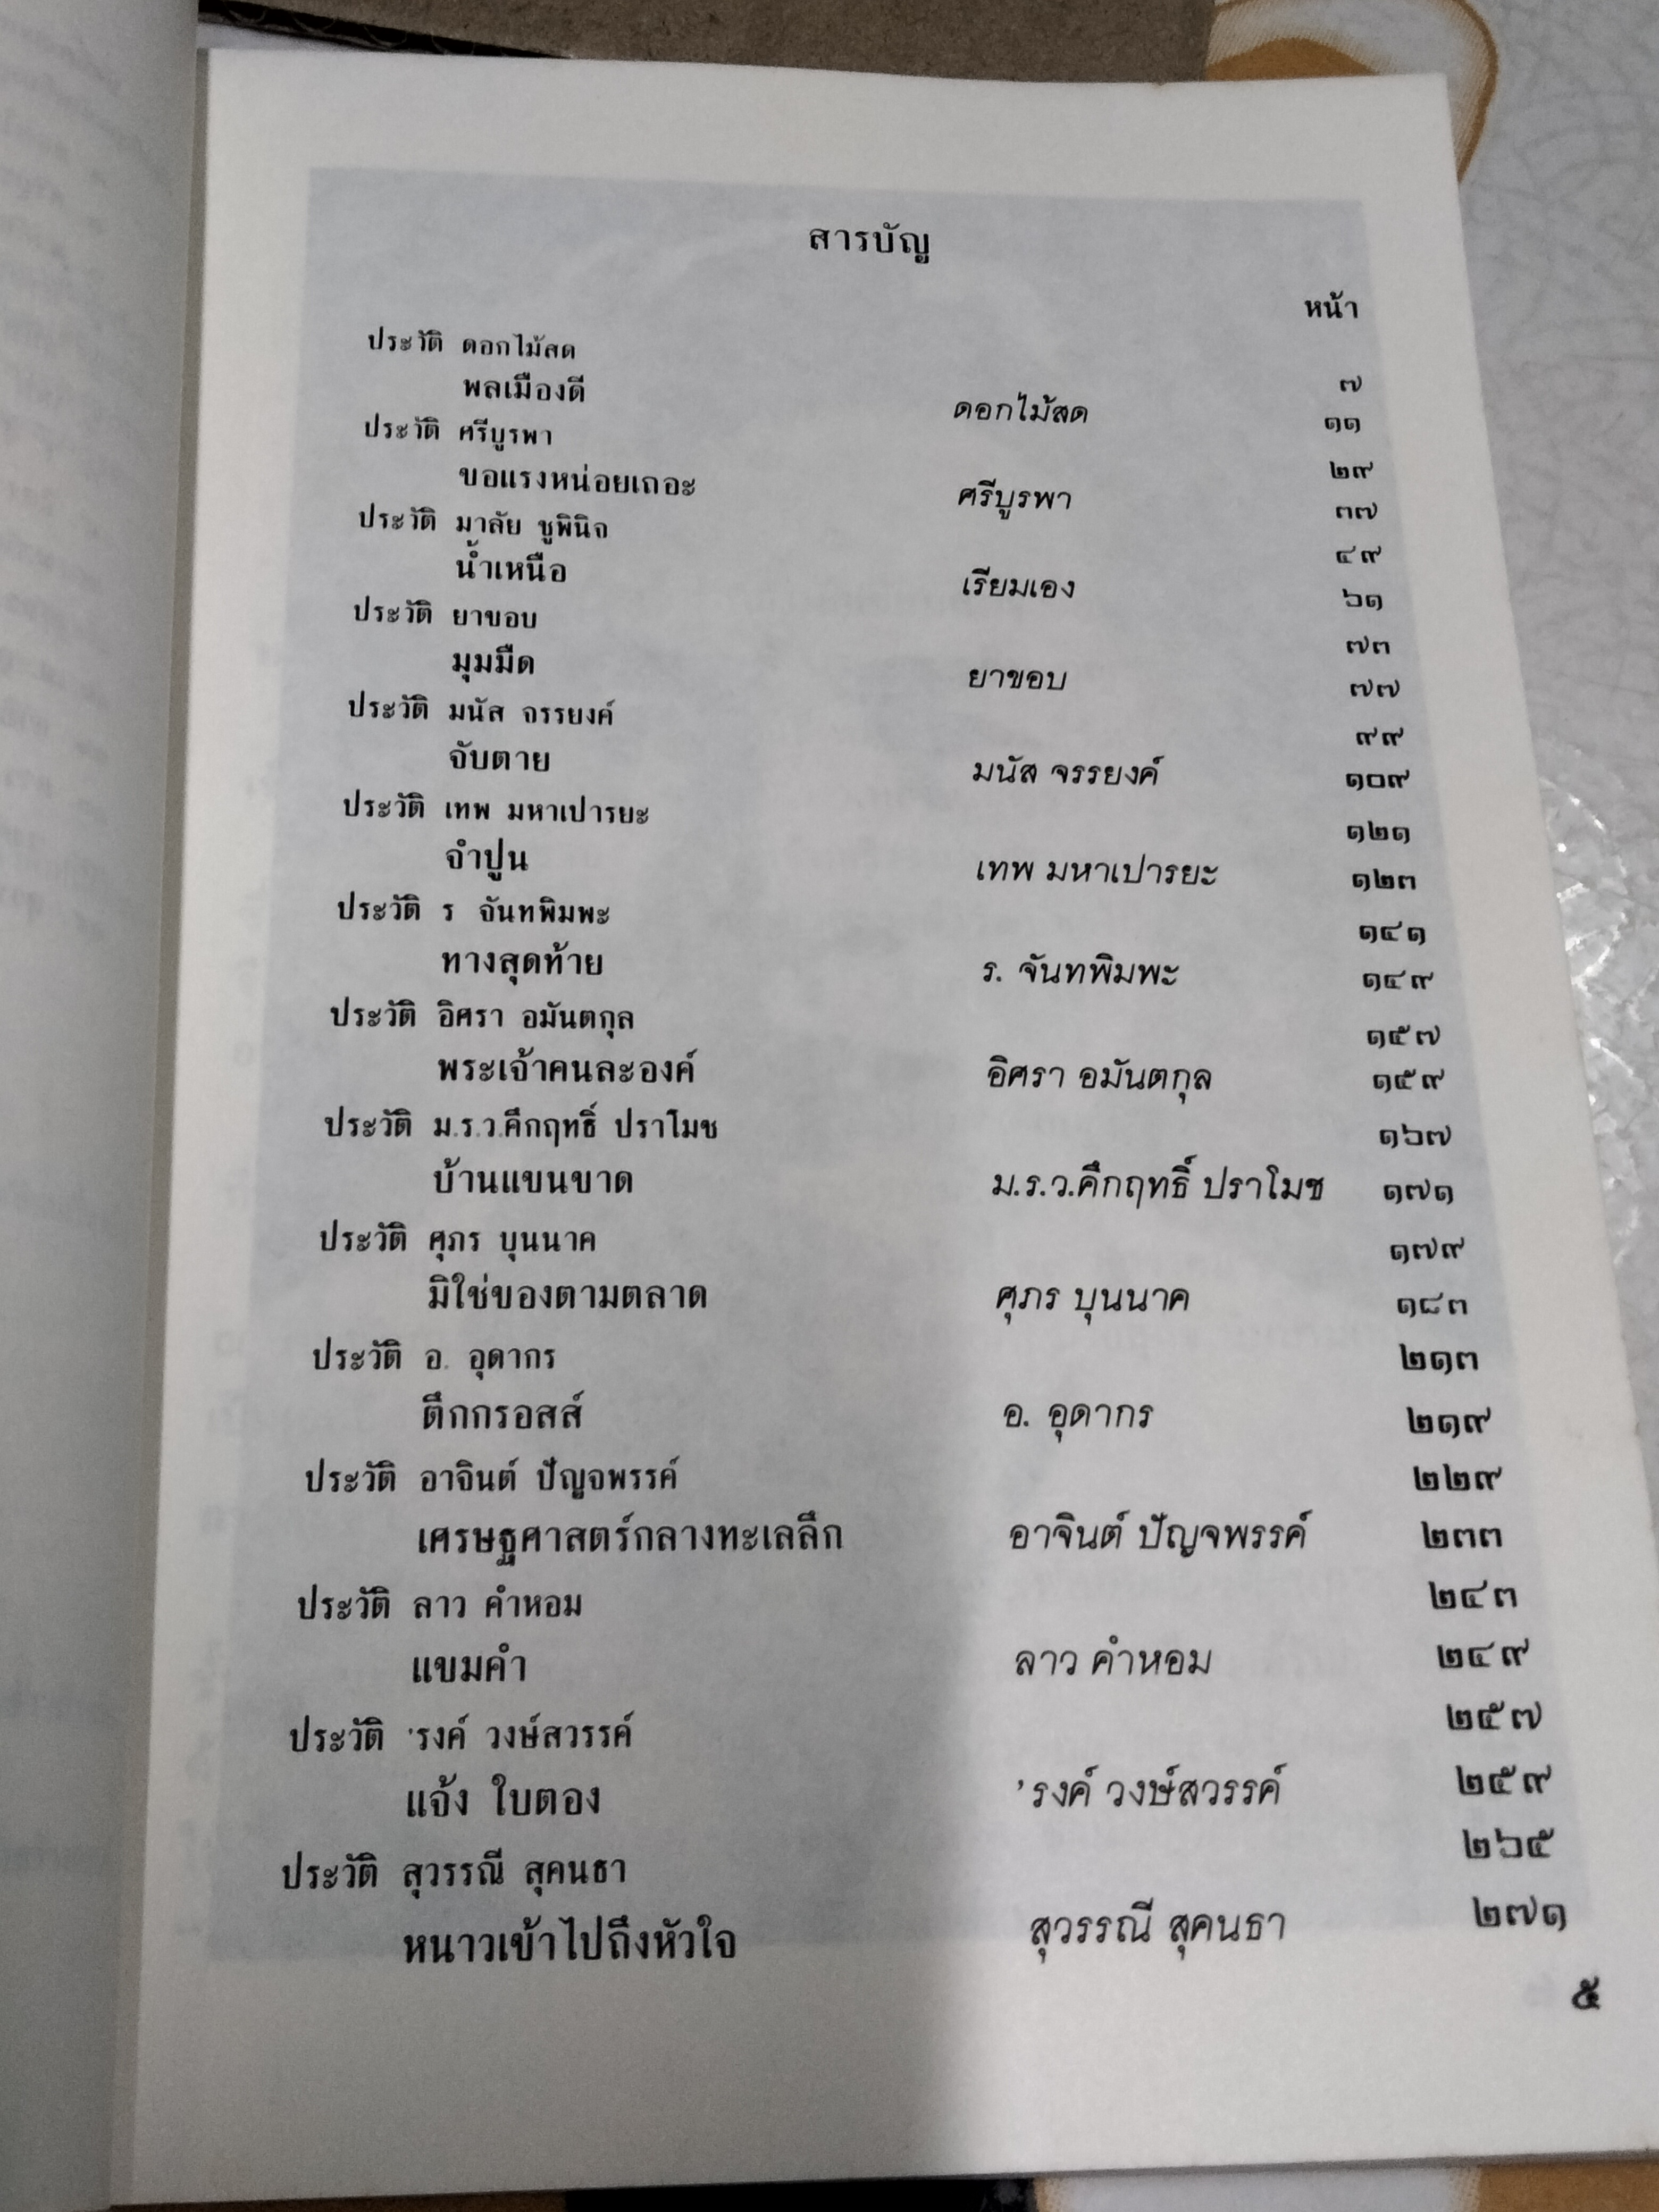 สารบัญ
หน้า
ประวัติ ดอกไม้สด ๗
พลเมืองดี ดอกไม้สด ๑๑
ประวัติ ศรีบูรพา ๒๙
ขอแรงหน่อยเถอะ ศรีบูรพา ๓๗
ประวัติ มาลัย ชูพินิจ ๔๙
น้ำเหนือ เรียมเอง ๖๑
ประวัติ ยาขอบ ๗๓
มุมมืด ยาขอบ ๗๗
ประวัติ มนัส จรรยงค์ ๙๙
จับตาย มนัส จรรยงค์ ๑๐๙
ประวัติ เทพ มหาเปารยะ ๑๒๑
จำปูน เทพ มหาเปารยะ ๑๒๓
ประวัติ ร จันทพิมพะ ๑๔๑
ทางสุดท้าย ร. จันทพิมพะ ๑๔๙
ประวัติ อิศรา อมันตกุล ๑๕๗
พระเจ้าคนละองค์ อิศรา อมันตกุล ๑๕๙
ประวัติ ม.ร.ว.คึกฤทธิ์ ปราโมช ๑๖๗
บ้านแขนขาด ม.ร.ว.คึกฤทธิ์ ปราโมช ๑๗๑
ประวัติ ศุภร บุนนาค ๑๗๙
มิใช่ของตามตลาด ศุภร บุนนาค ๑๘๓
ประวัติ อ. อุดากร ๒๑๓
ตึกกรอสส์ อ. อุดากร ๒๑๙
ประวัติ อาจินต์ ปัญจพรรค์ ๒๒๙
เศรษฐศาสตร์กลางทะเลลึก อาจินต์ ปัญจพรรค์ ๒๓๓
ประวัติ ลาว คำหอม ๒๔๓
แขมคำ ลาว คำหอม ๒๔๙
ประวัติ 'รงค์ วงษ์สวรรค์ ๒๕๗
แจ้ง ใบตอง 'รงค์ วงษ์สวรรค์ ๒๕๙
ประวัติ สุวรรณี สุคนธา ๒๖๕
หนาวเข้าไปถึงหัวใจ สุวรรณี สุคนธา ๒๗๑
๕